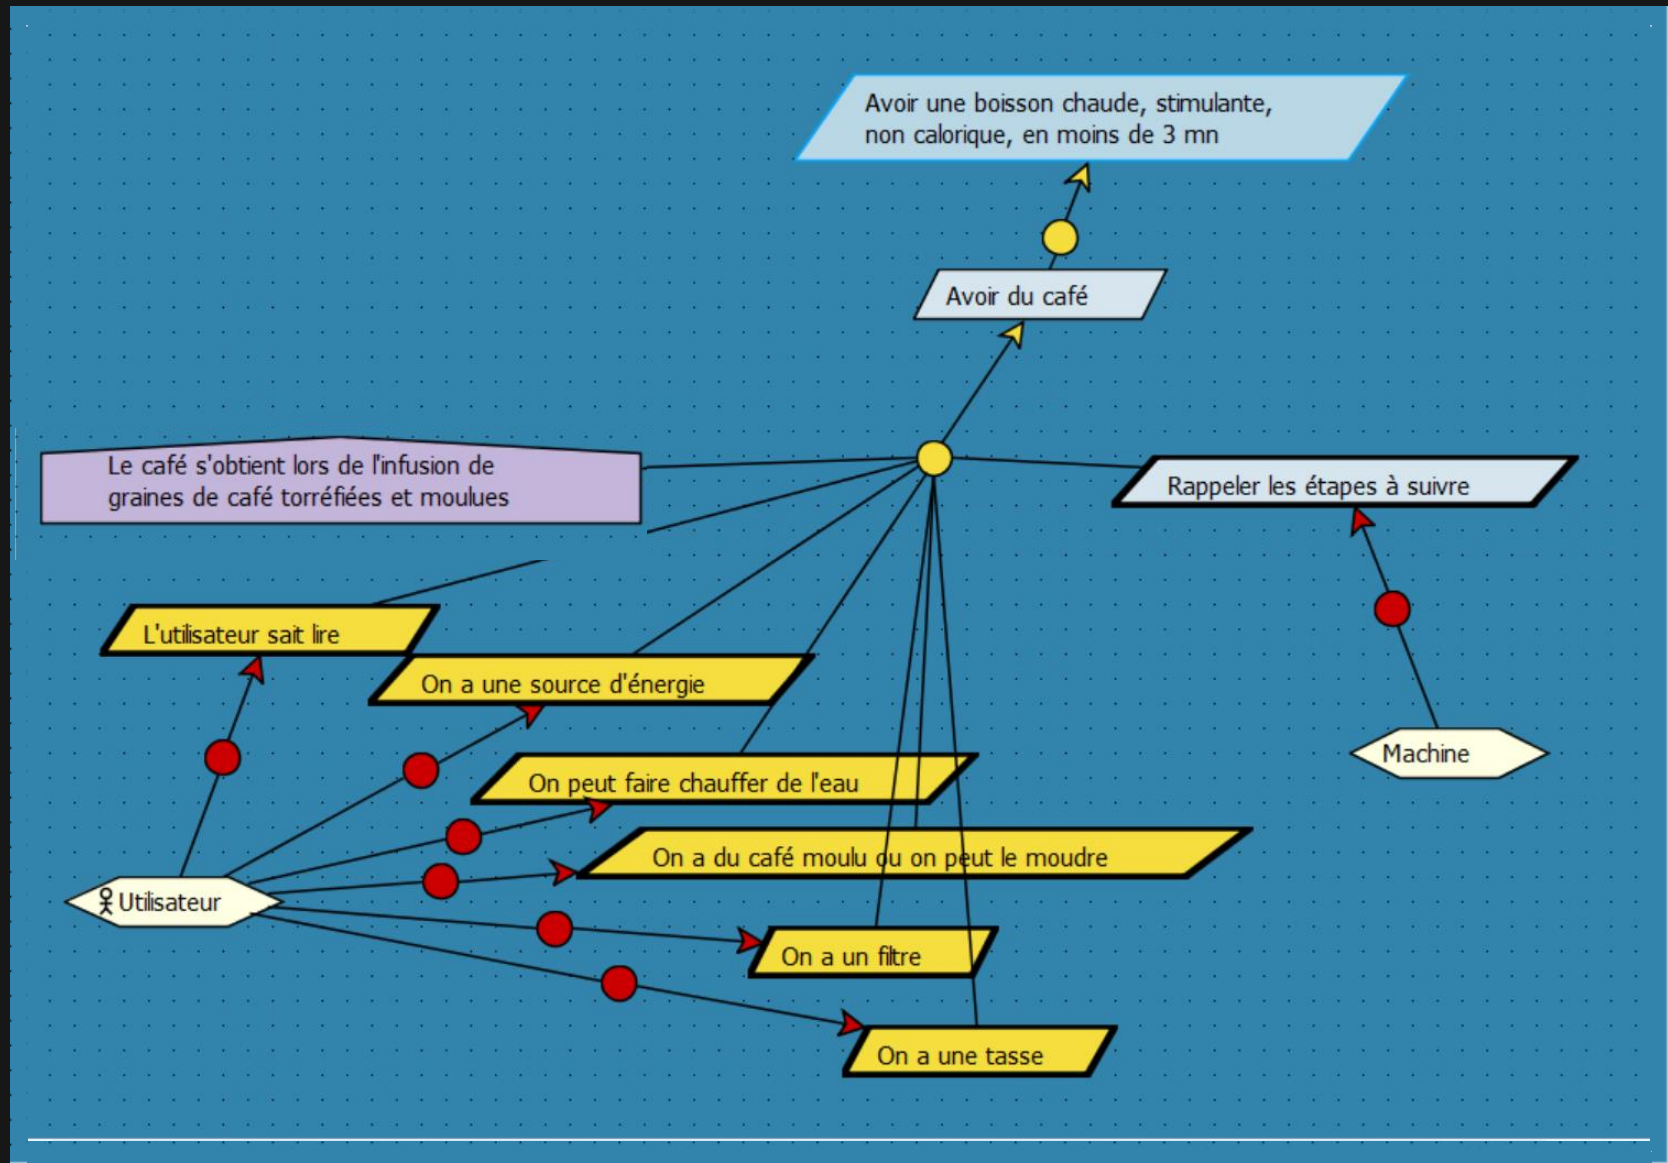 Avoir une boisson chaude, stimulante,
non calorique, en moins de 3 mn
Avoir du café
Le café s'obtient lors de l'infusion de
graines de café torréfiées et moulues
Rappeler les étapes à suivre
L'utilisateur sait lire
On a une source d'énergie
Machine
On peut faire chauffer de l'eau
On a du café moulu ou on peut le moudre
Utilisateur
On a un filtre
On a une tasse